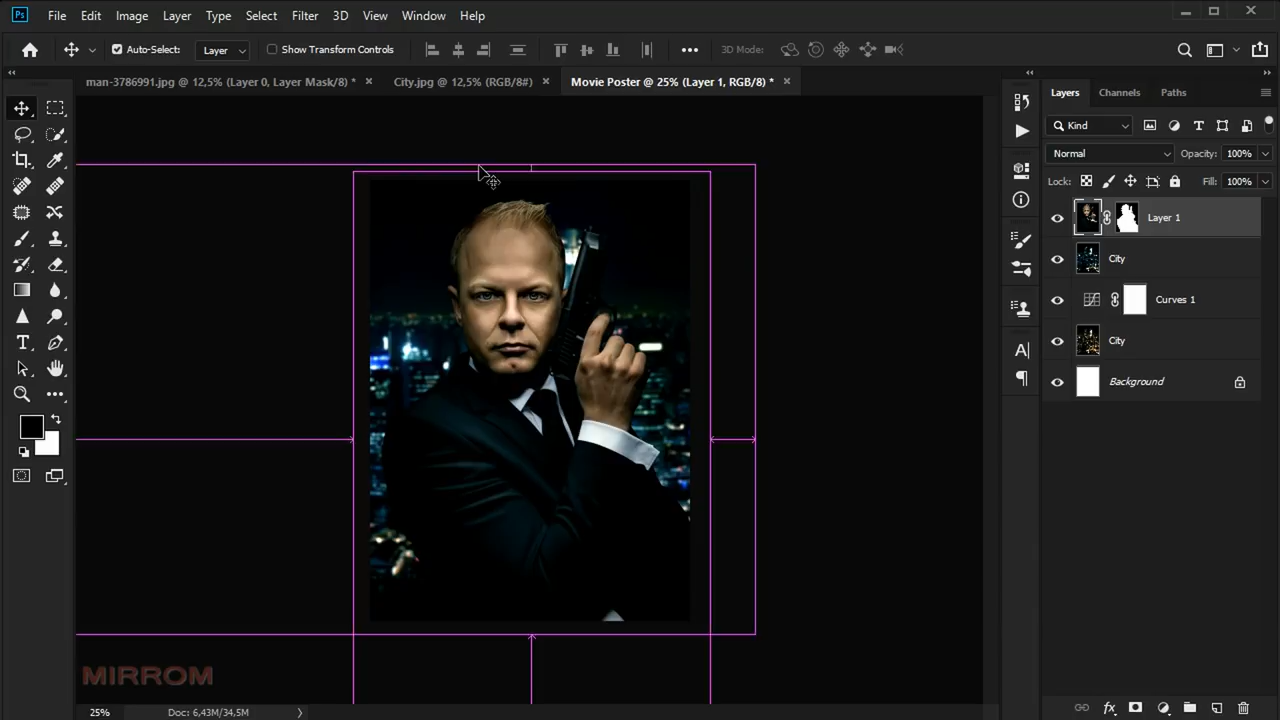 Ps File Edit Image Layer Type Select Filter 3D View Window Help
Auto-Select: Layer Show Transform Controls 3D Mode:
man-3786991.jpg @ 12,5% (Layer 0, Layer Mask/8) * City.jpg @ 12,5% (RGB/8#) Movie Poster @ 25% (Layer 1, RGB/8) *
Layers Channels Paths
Kind
Normal Opacity: 100%
Lock: Fill: 100%
Layer 1
City
Curves 1
City
Background
MIRROM
25% Doc: 6,43M/34,5M